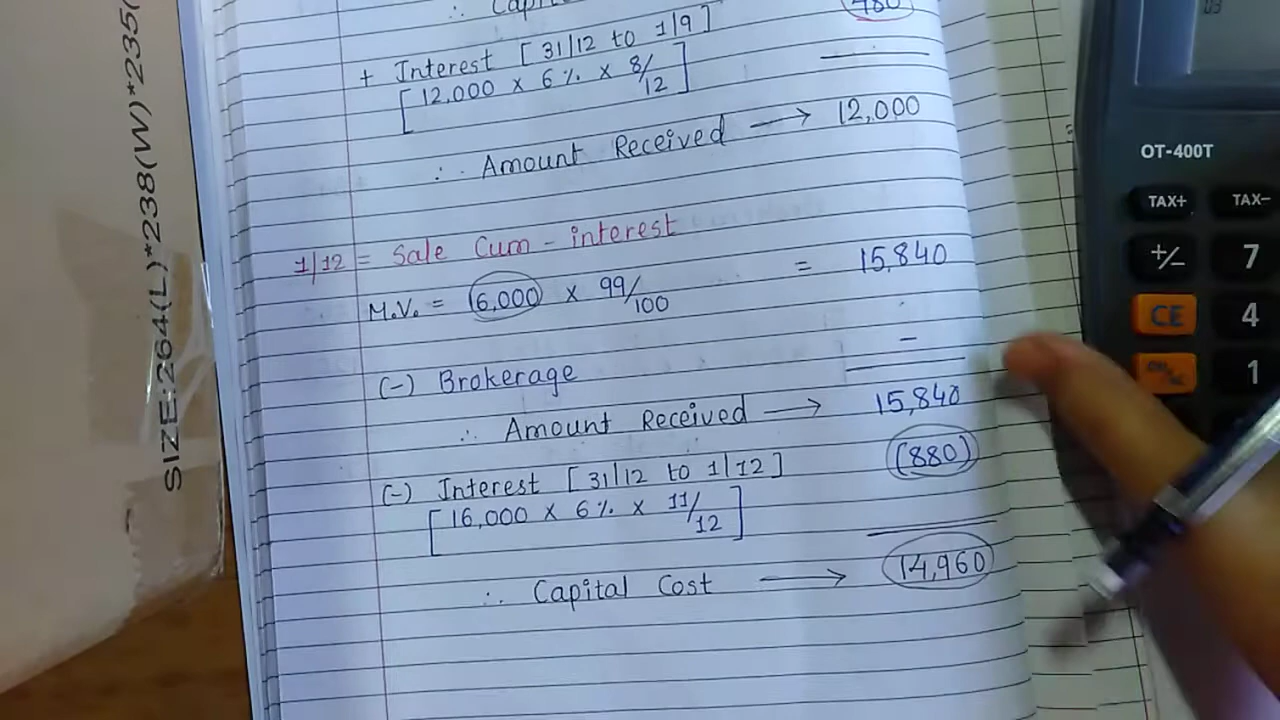 SIZE:264(L)*238(W)*235(
∴ Capi
480
+ Interest [31/12 to 1/9]
[12,000 x 6% x 8/12]
∴ Amount Received → 12,000
1/12 = Sale Cum - interest
M.V. = 16,000 x 99/100 = 15,840
(-) Brokerage -
∴ Amount Received → 15,840
(-) Interest [31/12 to 1/12] (880)
[16,000 x 6% x 11/12]
∴ Capital Cost → 14,960
OT-400T
TAX+ TAX-
+/- 7
CE 4
1